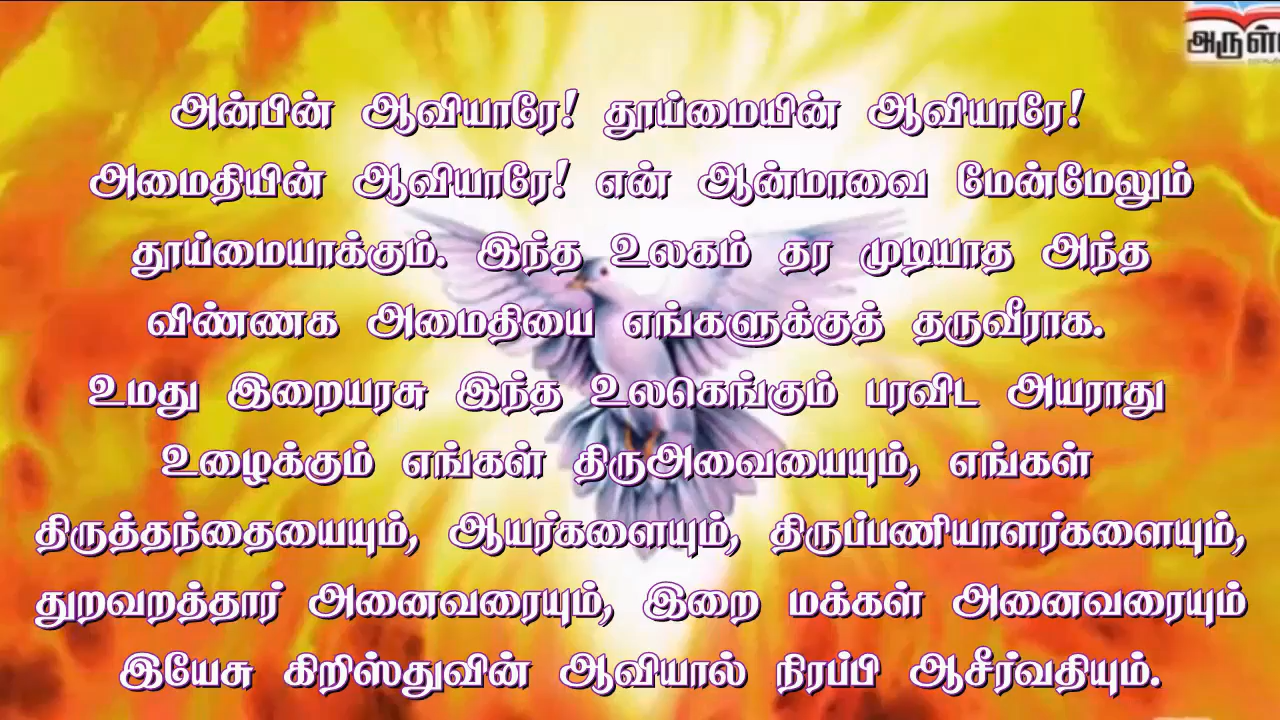 அருள்
அன்பின் ஆவியாரே! தூய்மையின் ஆவியாரே!
அமைதியின் ஆவியாரே! என் ஆன்மாவை மேன்மேலும்
தூய்மையாக்கும். இந்த உலகம் தர முடியாத அந்த
விண்ணக அமைதியை எங்களுக்குத் தருவீராக.
உமது இறையரசு இந்த உலகெங்கும் பரவிட அயராது
உழைக்கும் எங்கள் திருஅவையையும், எங்கள்
திருத்தந்தையையும், ஆயர்களையும், திருப்பணியாளர்களையும்,
துறவறத்தார் அனைவரையும், இறை மக்கள் அனைவரையும்
இயேசு கிறிஸ்துவின் ஆவியால் நிரப்பி ஆசீர்வதியும்.